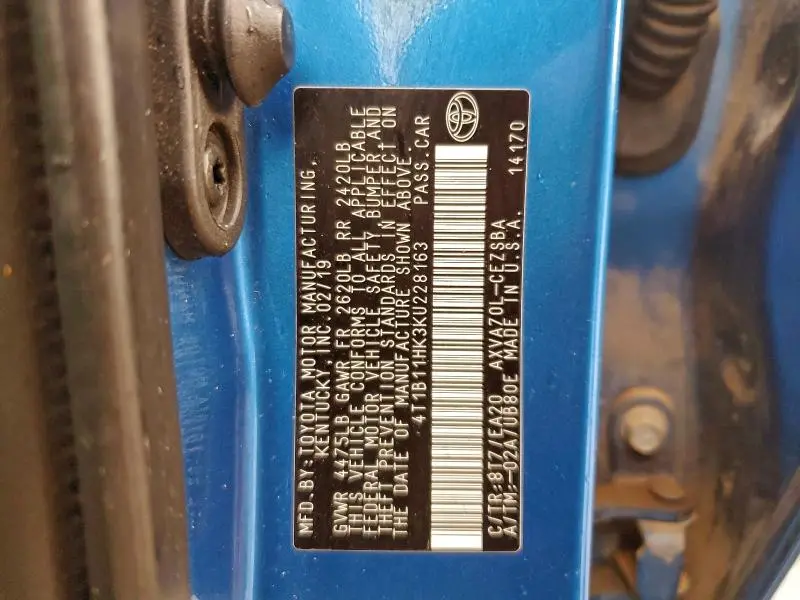 MFD.BY:TOYOTA MOTOR MANUFACTURING,
KENTUCKY, INC. 02/19
GVWR 4475LB GAWR FR 2620LB RR 2420LB
THIS VEHICLE CONFORMS TO ALL APPLICABLE
FEDERAL MOTOR VEHICLE SAFETY, BUMPER, AND
THEFT PREVENTION STANDARDS IN EFFECT ON
THE DATE OF MANUFACTURE SHOWN ABOVE.
4T1B11HK3KU228163 PASS.CAR
C/TR:8T7/EA20 AXVA70L-CEZSBA
A/TM:-02A/UB80E MADE IN U.S.A. 14170